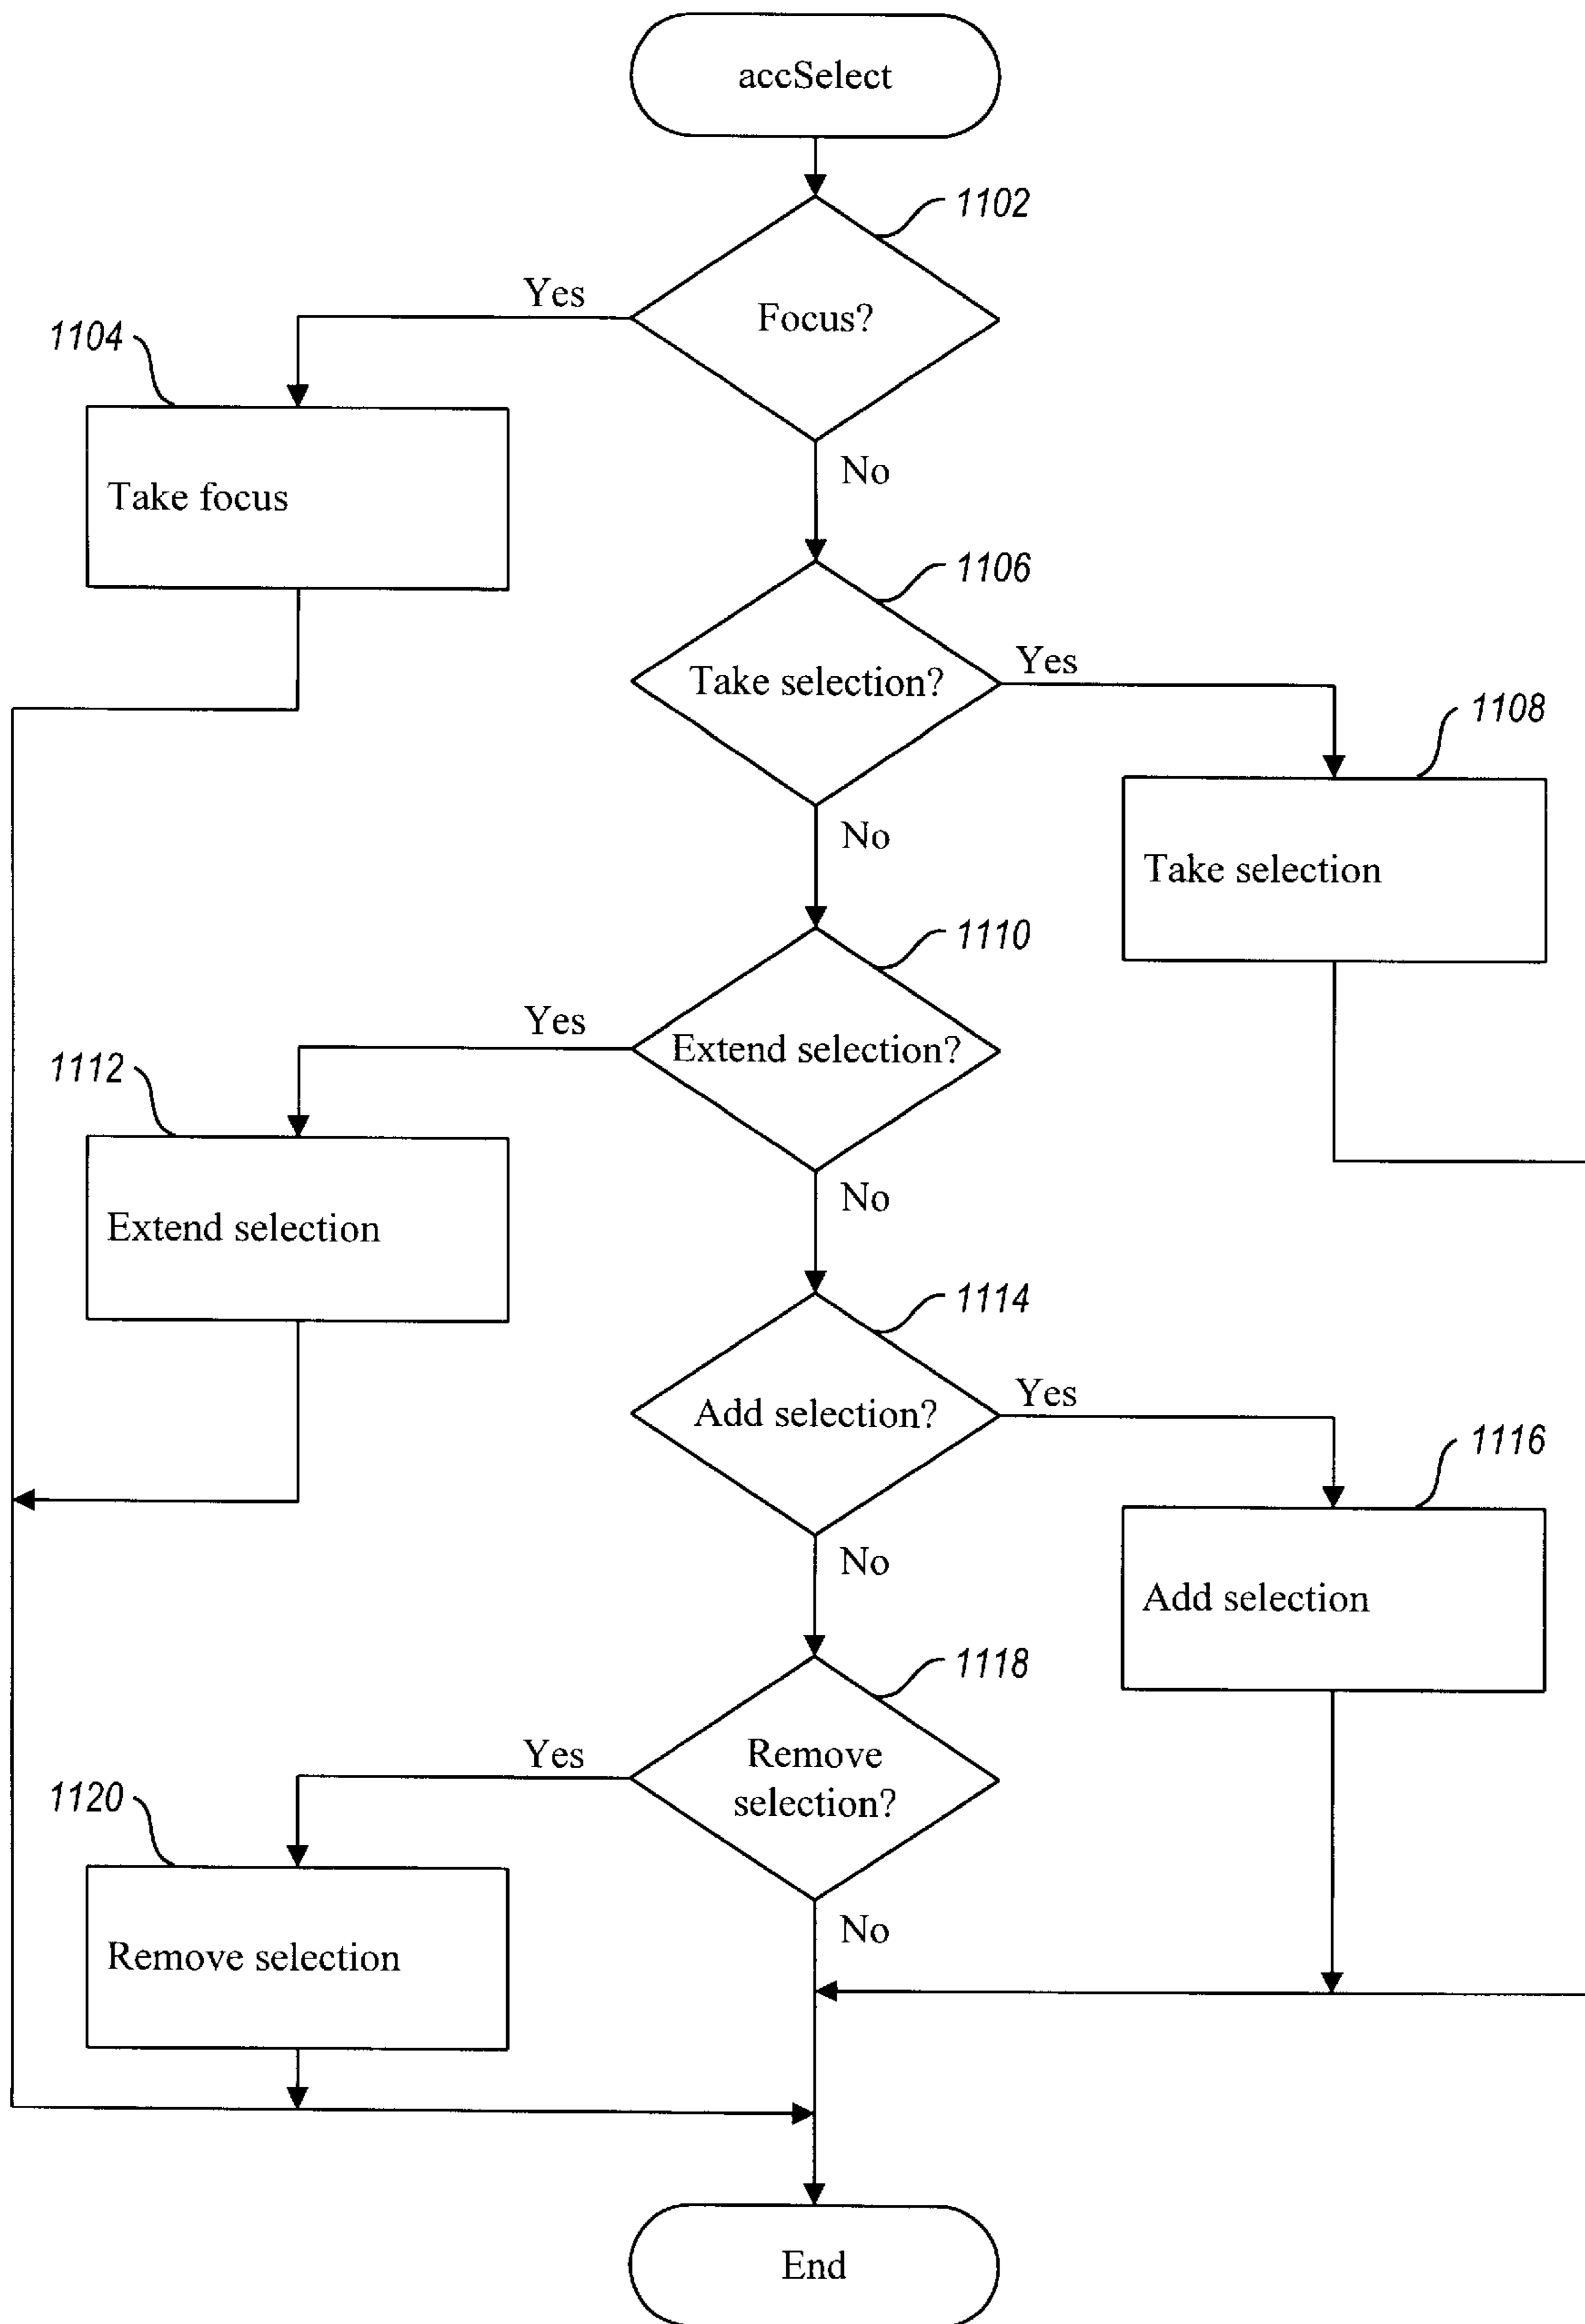 accSelect
1102
Yes
Focus?
1104
No
Take focus
1106
Yes
Take selection?
1108
No
Take selection
1110
Yes
Extend selection?
1112
No
Extend selection
1114
Yes
Add selection?
1116
No
Add selection
1118
Yes
Remove
selection?
1120
No
Remove selection
End